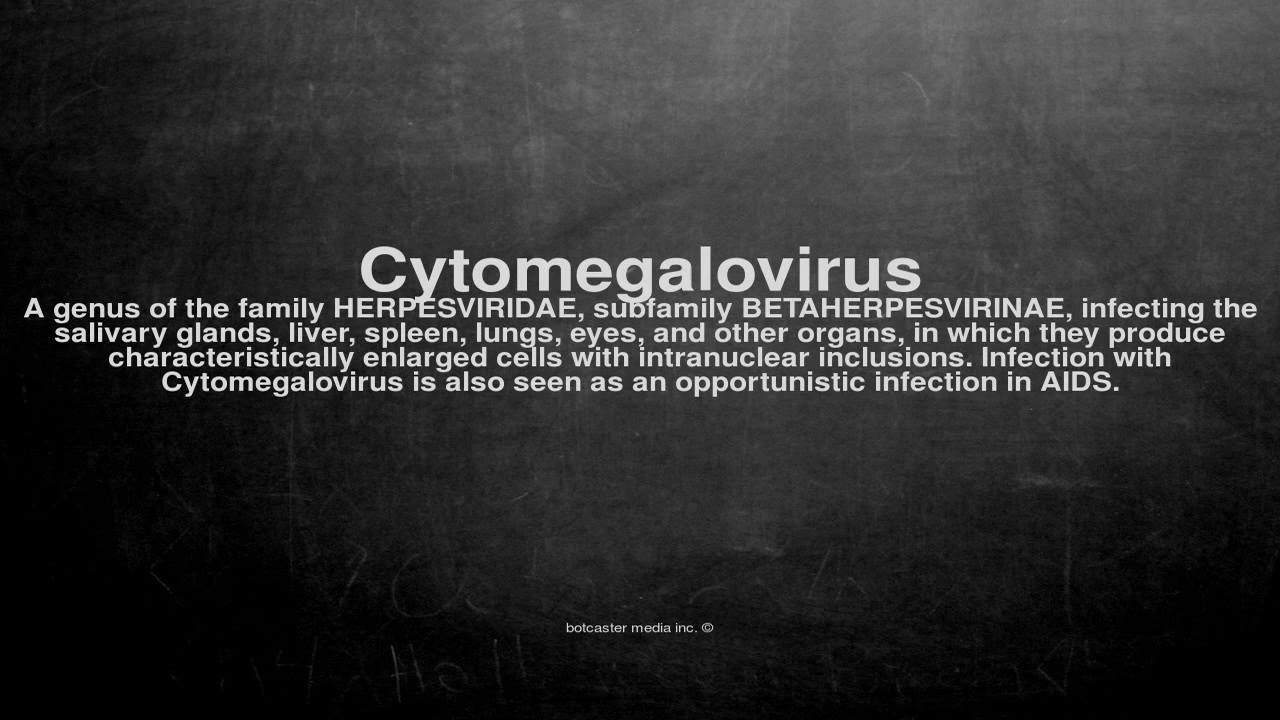 Cytomegalovirus
A genus of the family HERPESVIRIDAE, subfamily BETAHERPESVIRINAE, infecting the
salivary glands, liver, spleen, lungs, eyes, and other organs, in which they produce
characteristically enlarged cells with intranuclear inclusions. Infection with
Cytomegalovirus is also seen as an opportunistic infection in AIDS.
botcaster media inc. ©